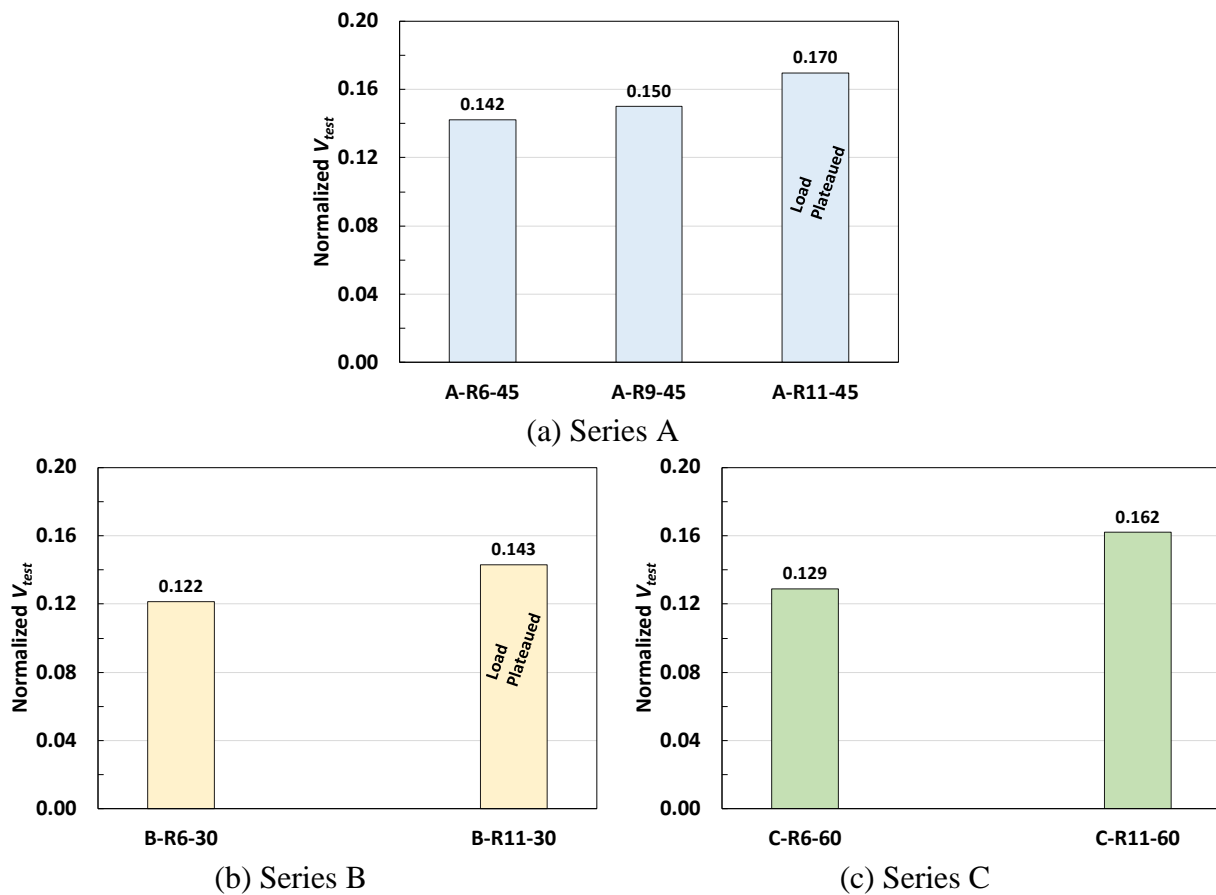 0.20
0.16
0.12
0.08
0.04
0.00
Normalized Vtest
0.142
0.150
0.170
Load
Plateaued
A-R6-45
A-R9-45
A-R11-45
(a) Series A
0.20
0.16
0.12
0.08
0.04
0.00
Normalized Vtest
0.122
0.143
Load
Plateaued
B-R6-30
B-R11-30
(b) Series B
0.20
0.16
0.12
0.08
0.04
0.00
Normalized Vtest
0.129
0.162
C-R6-60
C-R11-60
(c) Series C